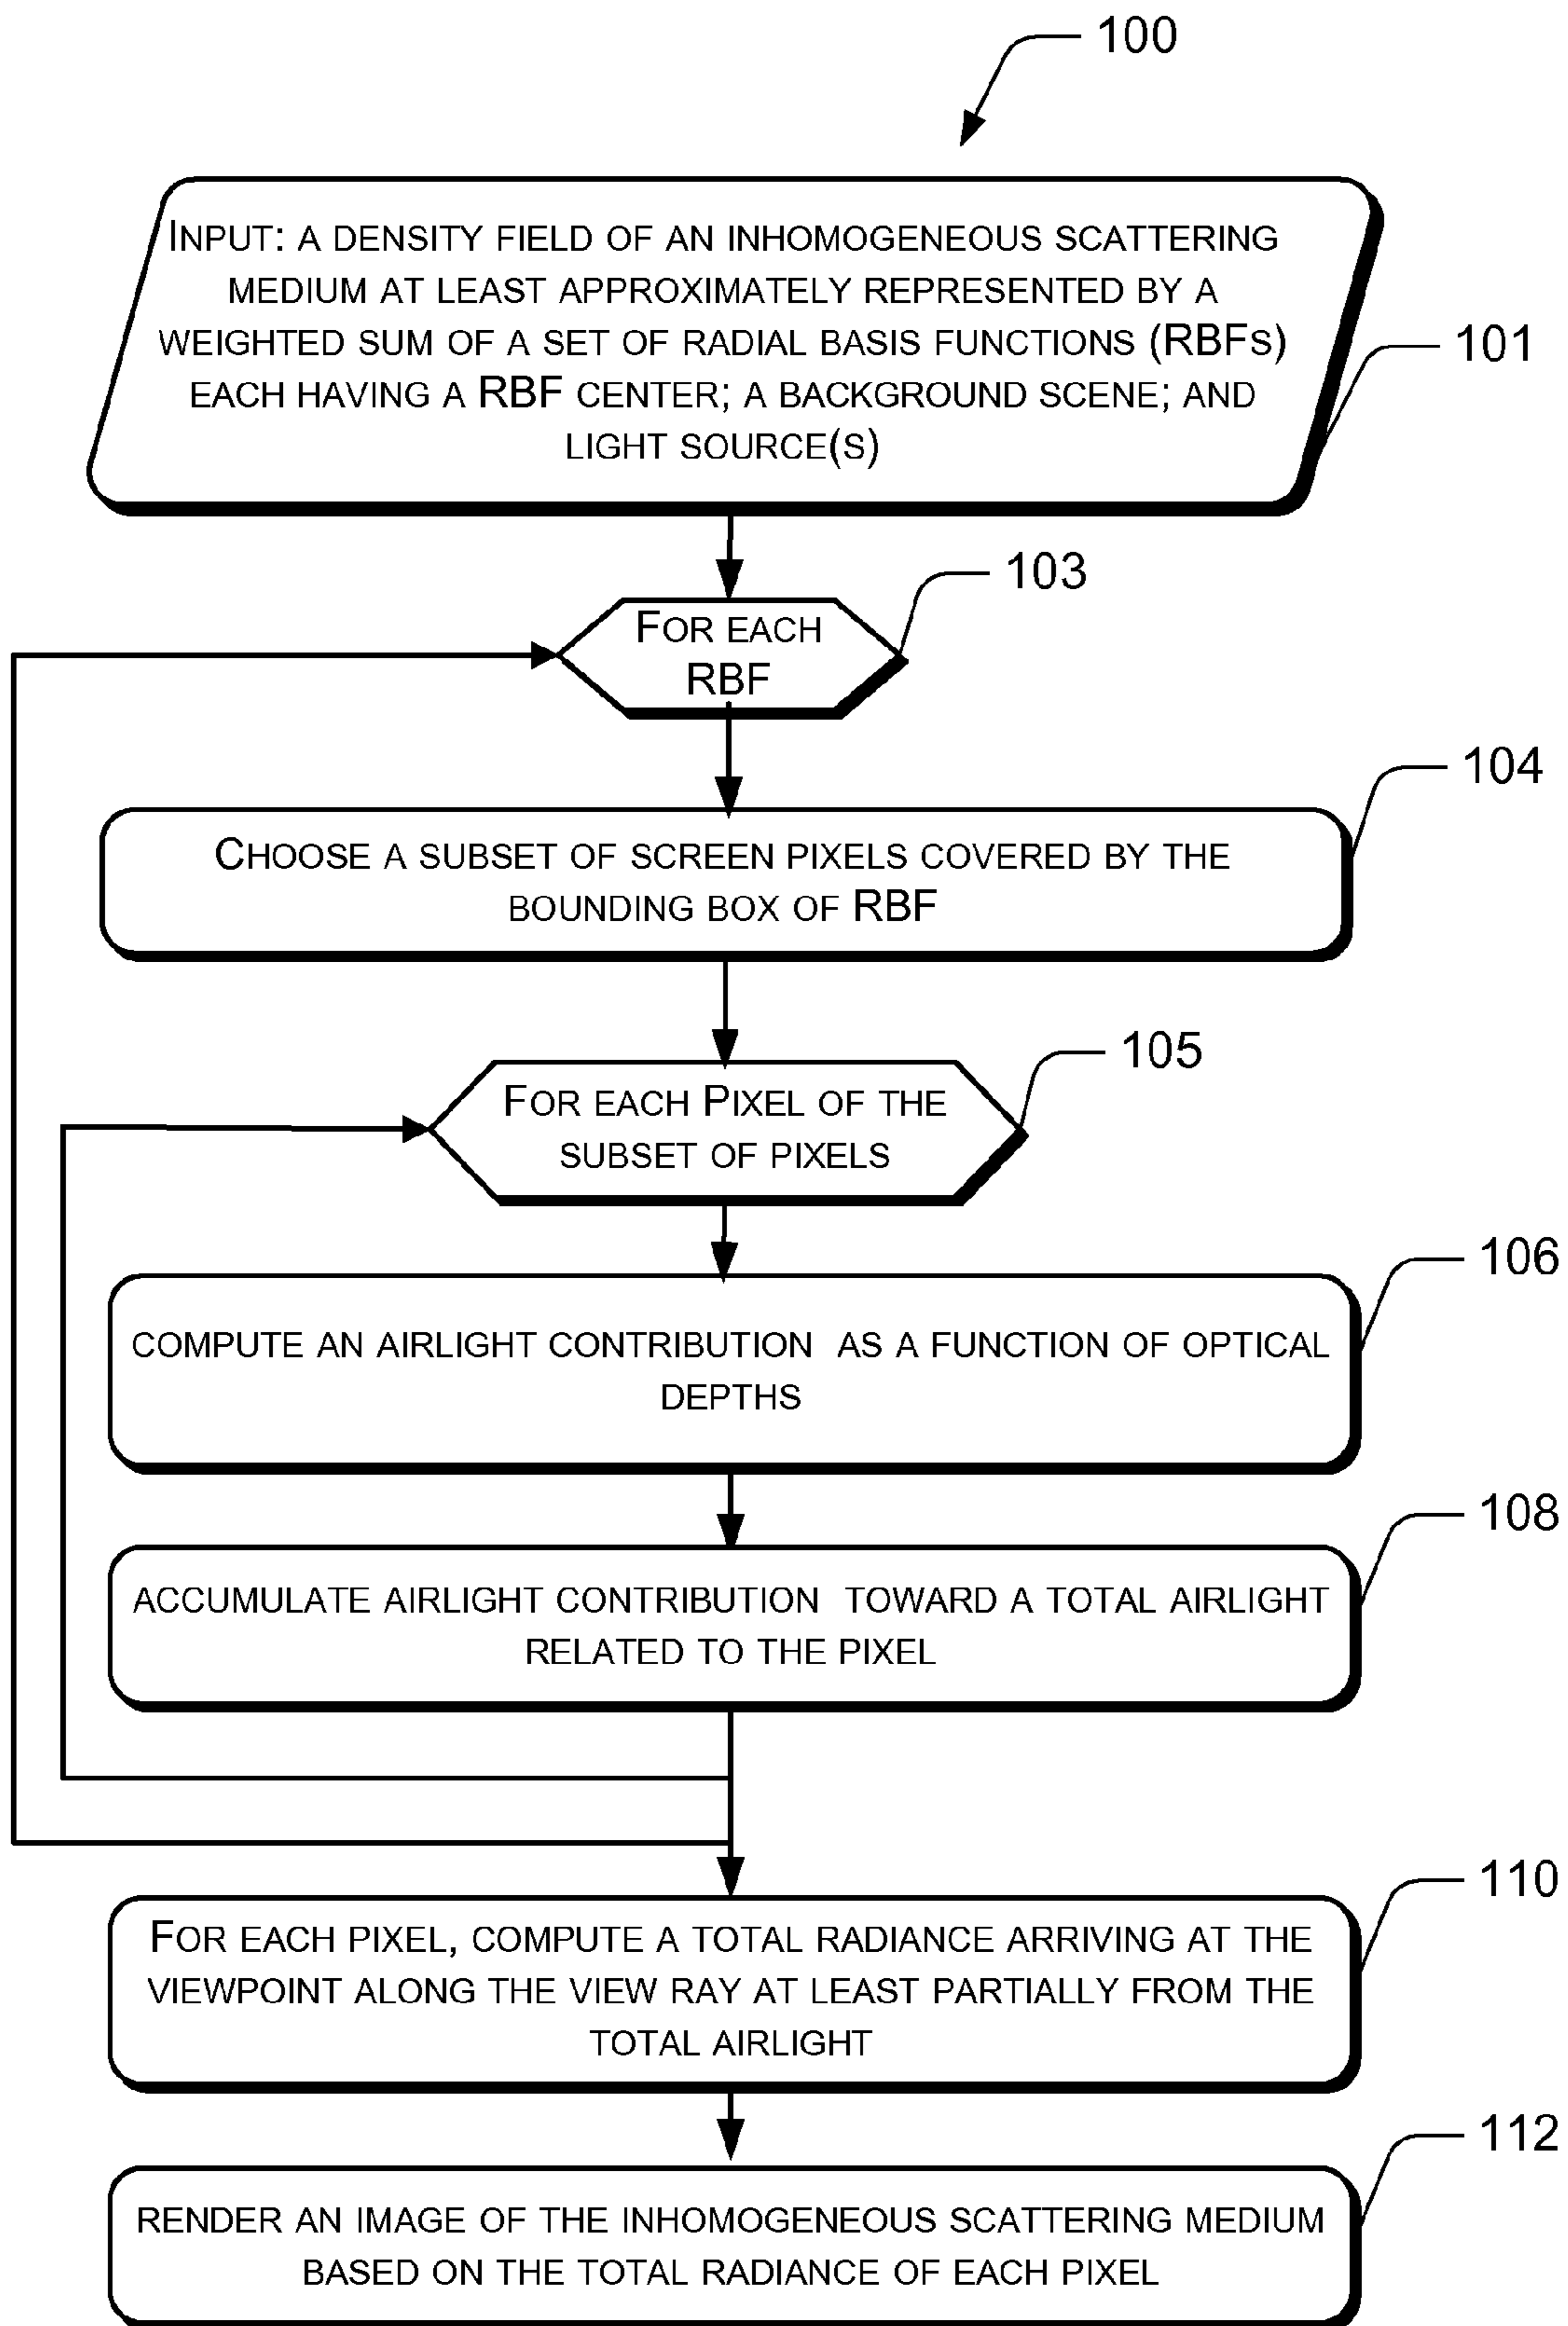 100
INPUT: A DENSITY FIELD OF AN INHOMOGENEOUS SCATTERING
MEDIUM AT LEAST APPROXIMATELY REPRESENTED BY A
WEIGHTED SUM OF A SET OF RADIAL BASIS FUNCTIONS (RBFS)
EACH HAVING A RBF CENTER; A BACKGROUND SCENE; AND
LIGHT SOURCE(S)
101
103
FOR EACH
RBF
104
CHOOSE A SUBSET OF SCREEN PIXELS COVERED BY THE
BOUNDING BOX OF RBF
105
FOR EACH PIXEL OF THE
SUBSET OF PIXELS
106
COMPUTE AN AIRLIGHT CONTRIBUTION AS A FUNCTION OF OPTICAL
DEPTHS
108
ACCUMULATE AIRLIGHT CONTRIBUTION TOWARD A TOTAL AIRLIGHT
RELATED TO THE PIXEL
110
FOR EACH PIXEL, COMPUTE A TOTAL RADIANCE ARRIVING AT THE
VIEWPOINT ALONG THE VIEW RAY AT LEAST PARTIALLY FROM THE
TOTAL AIRLIGHT
112
RENDER AN IMAGE OF THE INHOMOGENEOUS SCATTERING MEDIUM
BASED ON THE TOTAL RADIANCE OF EACH PIXEL